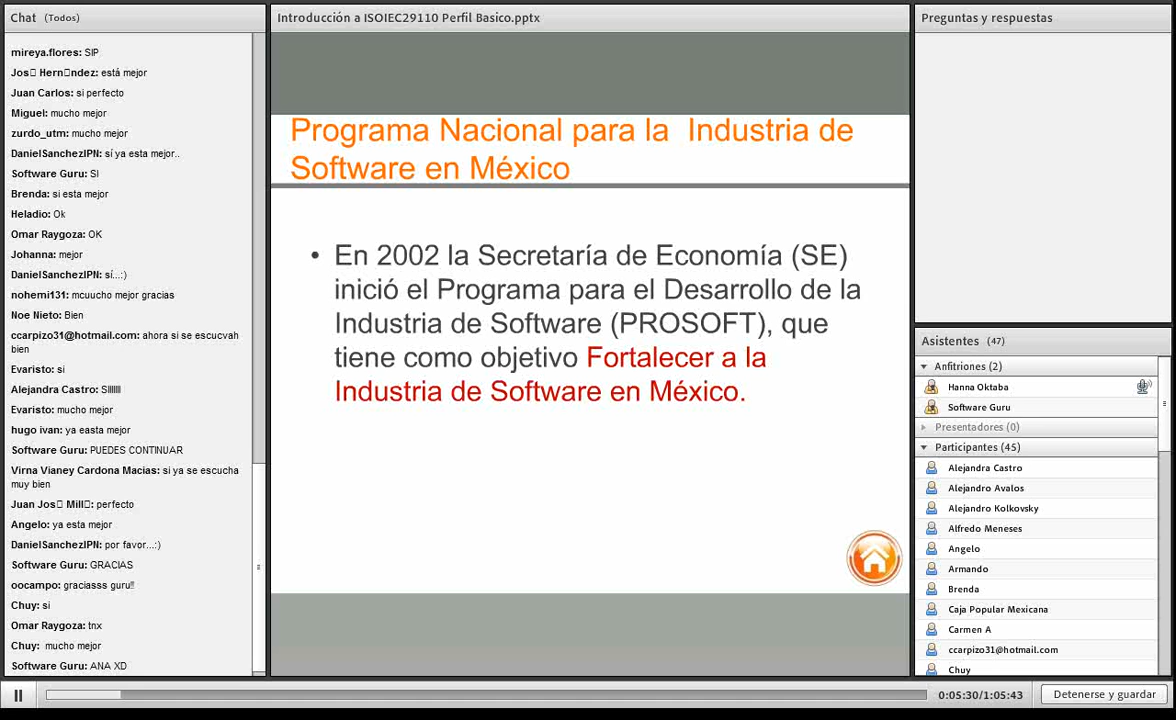 Chat (Todos)
mireya.flores: SIP
Jos Hernndez: está mejor
Juan Carlos: si perfecto
Miguel: mucho mejor
zurdo_utm: mucho mejor
DanielSanchezIPN: sí ya esta mejor..
Software Guru: SI
Brenda: si esta mejor
Heladio: Ok
Omar Raygoza: OK
Johanna: mejor
DanielSanchezIPN: sí...:)
nohemi131: mcuucho mejor gracias
Noe Nieto: Bien
ccarpizo31@hotmail.com: ahora si se escucvah
bien
Evaristo: si
Alejandra Castro: SIIIIII
Evaristo: mucho mejor
hugo ivan: ya easta mejor
Software Guru: PUEDES CONTINUAR
Virna Vianey Cardona Macias: si ya se escucha
muy bien
Juan Jos Mill: perfecto
Angelo: ya esta mejor
DanielSanchezIPN: por favor...:)
Software Guru: GRACIAS
oocampo: graciasss guru!!
Chuy: si
Omar Raygoza: tnx
Chuy: mucho mejor
Software Guru: ANA XD
Introducción a ISOIEC29110 Perfil Basico.pptx
Programa Nacional para la Industria de
Software en México
• En 2002 la Secretaría de Economía (SE)
inició el Programa para el Desarrollo de la
Industria de Software (PROSOFT), que
tiene como objetivo Fortalecer a la
Industria de Software en México.
Preguntas y respuestas
Asistentes (47)
Anfitriones (2)
Hanna Oktaba
Software Guru
Presentadores (0)
Participantes (45)
Alejandra Castro
Alejandro Avalos
Alejandro Kolkovsky
Alfredo Meneses
Angelo
Armando
Brenda
Caja Popular Mexicana
Carmen A
ccarpizo31@hotmail.com
Chuy
0:05:30/1:05:43
Detenerse y guardar